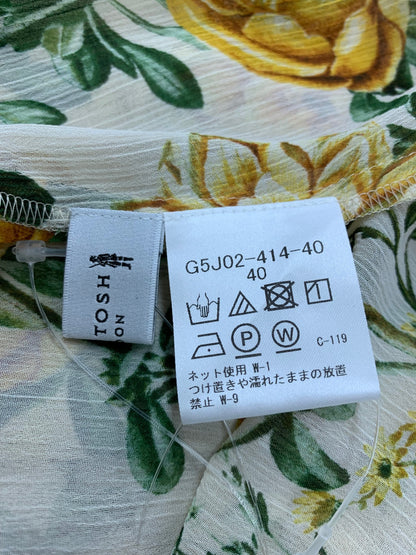 TOSH
DON
G5J02-414-40
40
P W C-119
ネット使用 W-1
つけ置きや濡れたままの放置
禁止 W-9